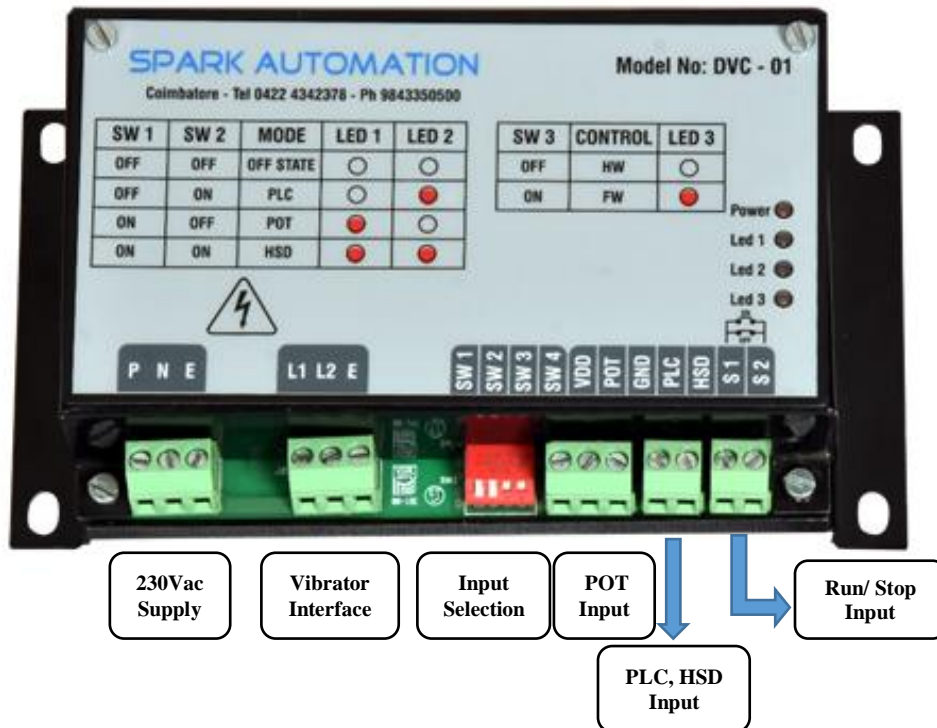 SPARK AUTOMATION
Model No: DVC - 01
Coimbatore - Tel 0422 4342378 - Ph 9843350500
SW 1 SW 2 MODE LED 1 LED 2
OFF OFF OFF STATE
OFF ON PLC
ON OFF POT
ON ON HSD
SW 3 CONTROL LED 3
OFF HW
ON FW
Power
Led 1
Led 2
Led 3
P N E
L1 L2 E
SW 1 SW 2 SW 3 SW 4 VDD POT GND PLC HSD S 1 S 2
230Vac
Supply
Vibrator
Interface
Input
Selection
POT
Input
Run/ Stop
Input
PLC, HSD
Input